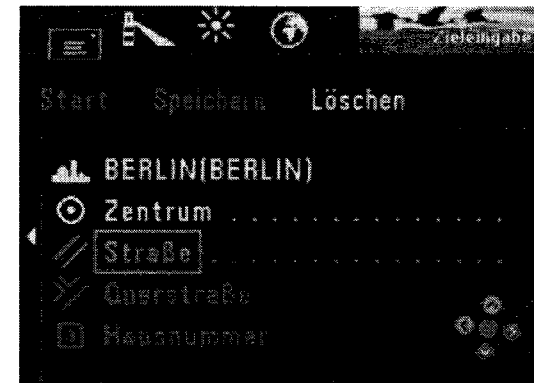 Zieleingabe
Start Speichern Löschen
BERLIN(BERLIN)
Zentrum
Straße
Querstraße
Hausnummer